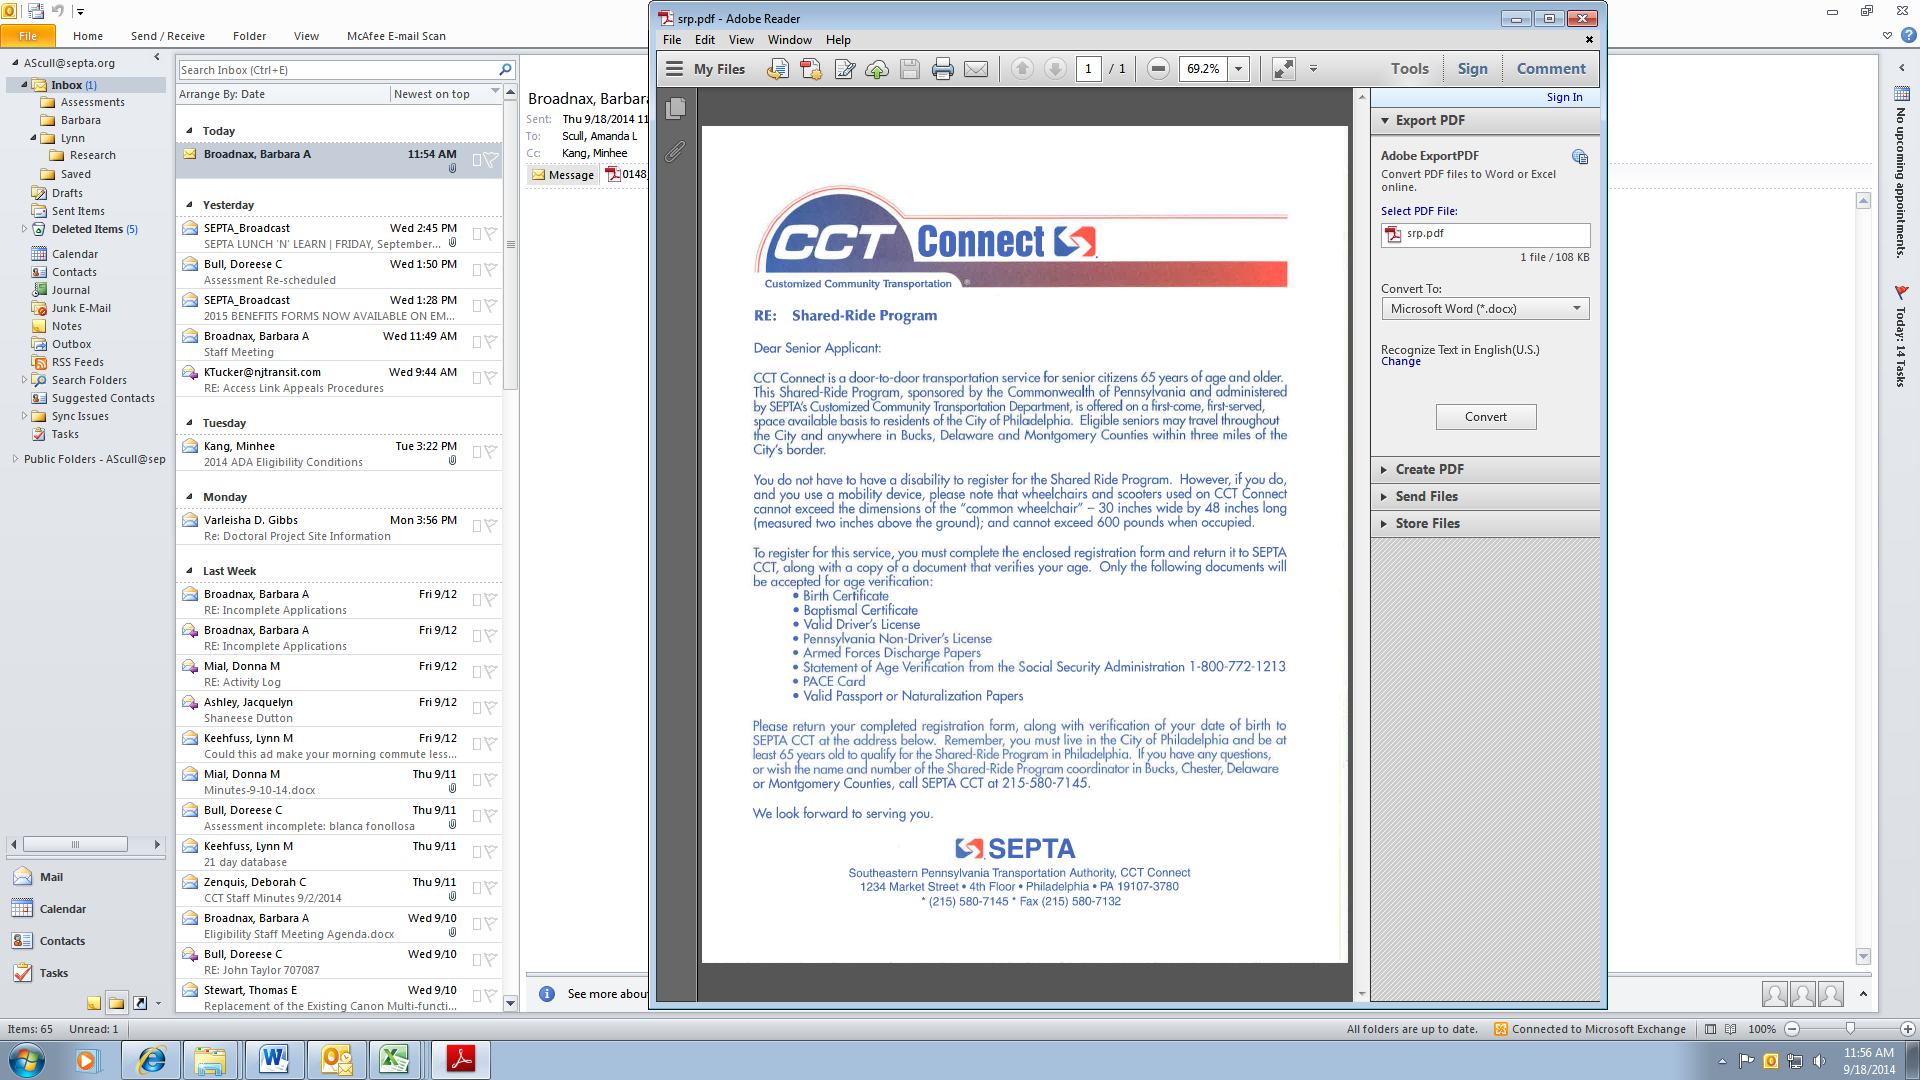 File
Home
Send / Receive
Folder
View
McAfee E-mail Scan
AScull@septa.org
Inbox (1)
Assessments
Barbara
Lynn
Research
Saved
Drafts
Sent Items
Deleted Items (5)
Calendar
Contacts
Journal
Junk E-Mail
Notes
Outbox
RSS Feeds
Search Folders
Suggested Contacts
Sync Issues
Tasks
Public Folders - AScull@sep
Mail
Calendar
Contacts
Tasks
Search Inbox (Ctrl+E)
Arrange By: Date Newest on top
Today
Broadnax, Barbara A 11:54 AM
Yesterday
SEPTA_Broadcast Wed 2:45 PM
SEPTA LUNCH 'N' LEARN | FRIDAY, September...
Bull, Doreese C Wed 1:50 PM
Assessment Re-scheduled
SEPTA_Broadcast Wed 1:28 PM
2015 BENEFITS FORMS NOW AVAILABLE ON EM...
Broadnax, Barbara A Wed 11:49 AM
Staff Meeting
KTucker@njtransit.com Wed 9:44 AM
RE: Access Link Appeals Procedures
Tuesday
Kang, Minhee Tue 3:22 PM
2014 ADA Eligibility Conditions
Monday
Varleisha D. Gibbs Mon 3:56 PM
Re: Doctoral Project Site Information
Last Week
Broadnax, Barbara A Fri 9/12
RE: Incomplete Applications
Broadnax, Barbara A Fri 9/12
RE: Incomplete Applications
Mial, Donna M Fri 9/12
RE: Activity Log
Ashley, Jacquelyn Fri 9/12
Shaneese Dutton
Keehfuss, Lynn M Fri 9/12
Could this ad make your morning commute less...
Mial, Donna M Thu 9/11
Minutes-9-10-14.docx
Bull, Doreese C Thu 9/11
Assessment incomplete: blanca fonollosa
Keehfuss, Lynn M Thu 9/11
21 day database
Zenquis, Deborah C Thu 9/11
CCT Staff Minutes 9/2/2014
Broadnax, Barbara A Wed 9/10
Eligibility Staff Meeting Agenda.docx
Bull, Doreese C Wed 9/10
RE: John Taylor 707087
Stewart, Thomas E Wed 9/10
Replacement of the Existing Canon Multi-functi...
Broadnax, Barbara
Sent: Thu 9/18/2014 11
To: Scull, Amanda L
Cc: Kang, Minhee
Message 0148
See more abou
srp.pdf - Adobe Reader
File Edit View Window Help
My Files 1 / 1 69.2% Tools Sign Comment
CCT Connect
Customized Community Transportation ®
RE: Shared-Ride Program
Dear Senior Applicant:
CCT Connect is a door-to-door transportation service for senior citizens 65 years of age and older.
This Shared-Ride Program, sponsored by the Commonwealth of Pennsylvania and administered
by SEPTA's Customized Community Transportation Department, is offered on a first-come, first-served,
space available basis to residents of the City of Philadelphia. Eligible seniors may travel throughout
the City and anywhere in Bucks, Delaware and Montgomery Counties within three miles of the
City's border.
You do not have to have a disability to register for the Shared Ride Program. However, if you do,
and you use a mobility device, please note that wheelchairs and scooters used on CCT Connect
cannot exceed the dimensions of the "common wheelchair" – 30 inches wide by 48 inches long
(measured two inches above the ground); and cannot exceed 600 pounds when occupied.
To register for this service, you must complete the enclosed registration form and return it to SEPTA
CCT, along with a copy of a document that verifies your age. Only the following documents will
be accepted for age verification:
• Birth Certificate
• Baptismal Certificate
• Valid Driver's License
• Pennsylvania Non-Driver's License
• Armed Forces Discharge Papers
• Statement of Age Verification from the Social Security Administration 1-800-772-1213
• PACE Card
• Valid Passport or Naturalization Papers
Please return your completed registration form, along with verification of your date of birth to
SEPTA CCT at the address below. Remember, you must live in the City of Philadelphia and be at
least 65 years old to qualify for the Shared-Ride Program in Philadelphia. If you have any questions,
or wish the name and number of the Shared-Ride Program coordinator in Bucks, Chester, Delaware
or Montgomery Counties, call SEPTA CCT at 215-580-7145.
We look forward to serving you.
SEPTA
Southeastern Pennsylvania Transportation Authority, CCT Connect
1234 Market Street • 4th Floor • Philadelphia • PA 19107-3780
* (215) 580-7145 * Fax (215) 580-7132
Sign In
Export PDF
Adobe ExportPDF
Convert PDF files to Word or Excel
online.
Select PDF File:
srp.pdf
1 file / 108 KB
Convert To:
Microsoft Word (*.docx)
Recognize Text in English(U.S.)
Change
Convert
Create PDF
Send Files
Store Files
No upcoming appointments.
Today: 14 Tasks
Items: 65 Unread: 1
All folders are up to date. Connected to Microsoft Exchange 100%
11:56 AM
9/18/2014